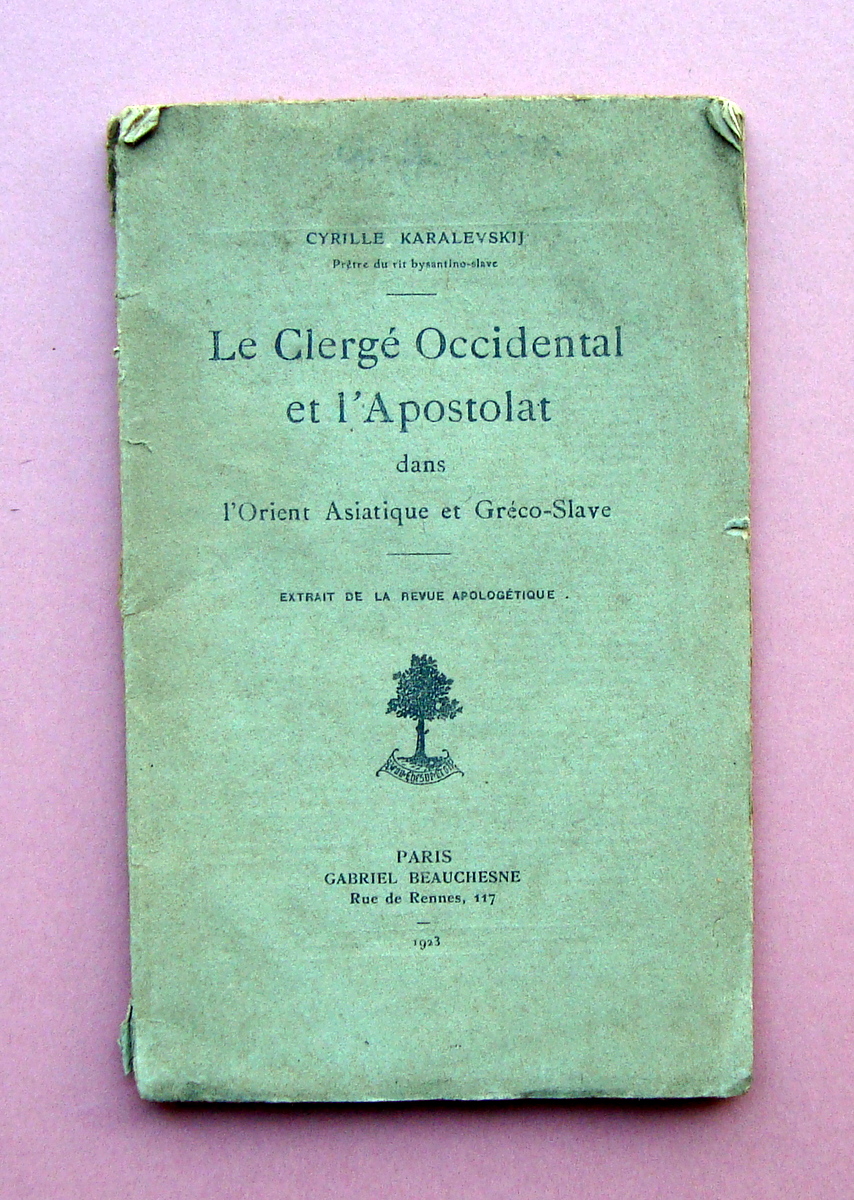 CYRILLE KARALEVSKIJ
Prêtre du rit bysantino-slave
Le Clergé Occidental
et l'Apostolat
dans
l'Orient Asiatique et Gréco-Slave
EXTRAIT DE LA REVUE APOLOGÉTIQUE .
PARIS
GABRIEL BEAUCHESNE
Rue de Rennes, 117
1923